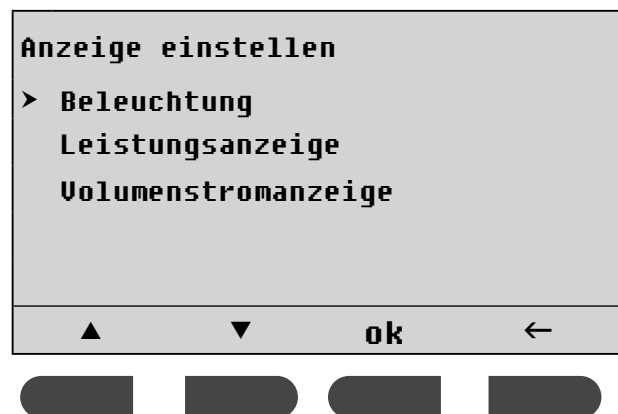 Anzeige einstellen
➤ Beleuchtung
Leistungsanzeige
Volumenstromanzeige
▲ ▼ ok ←